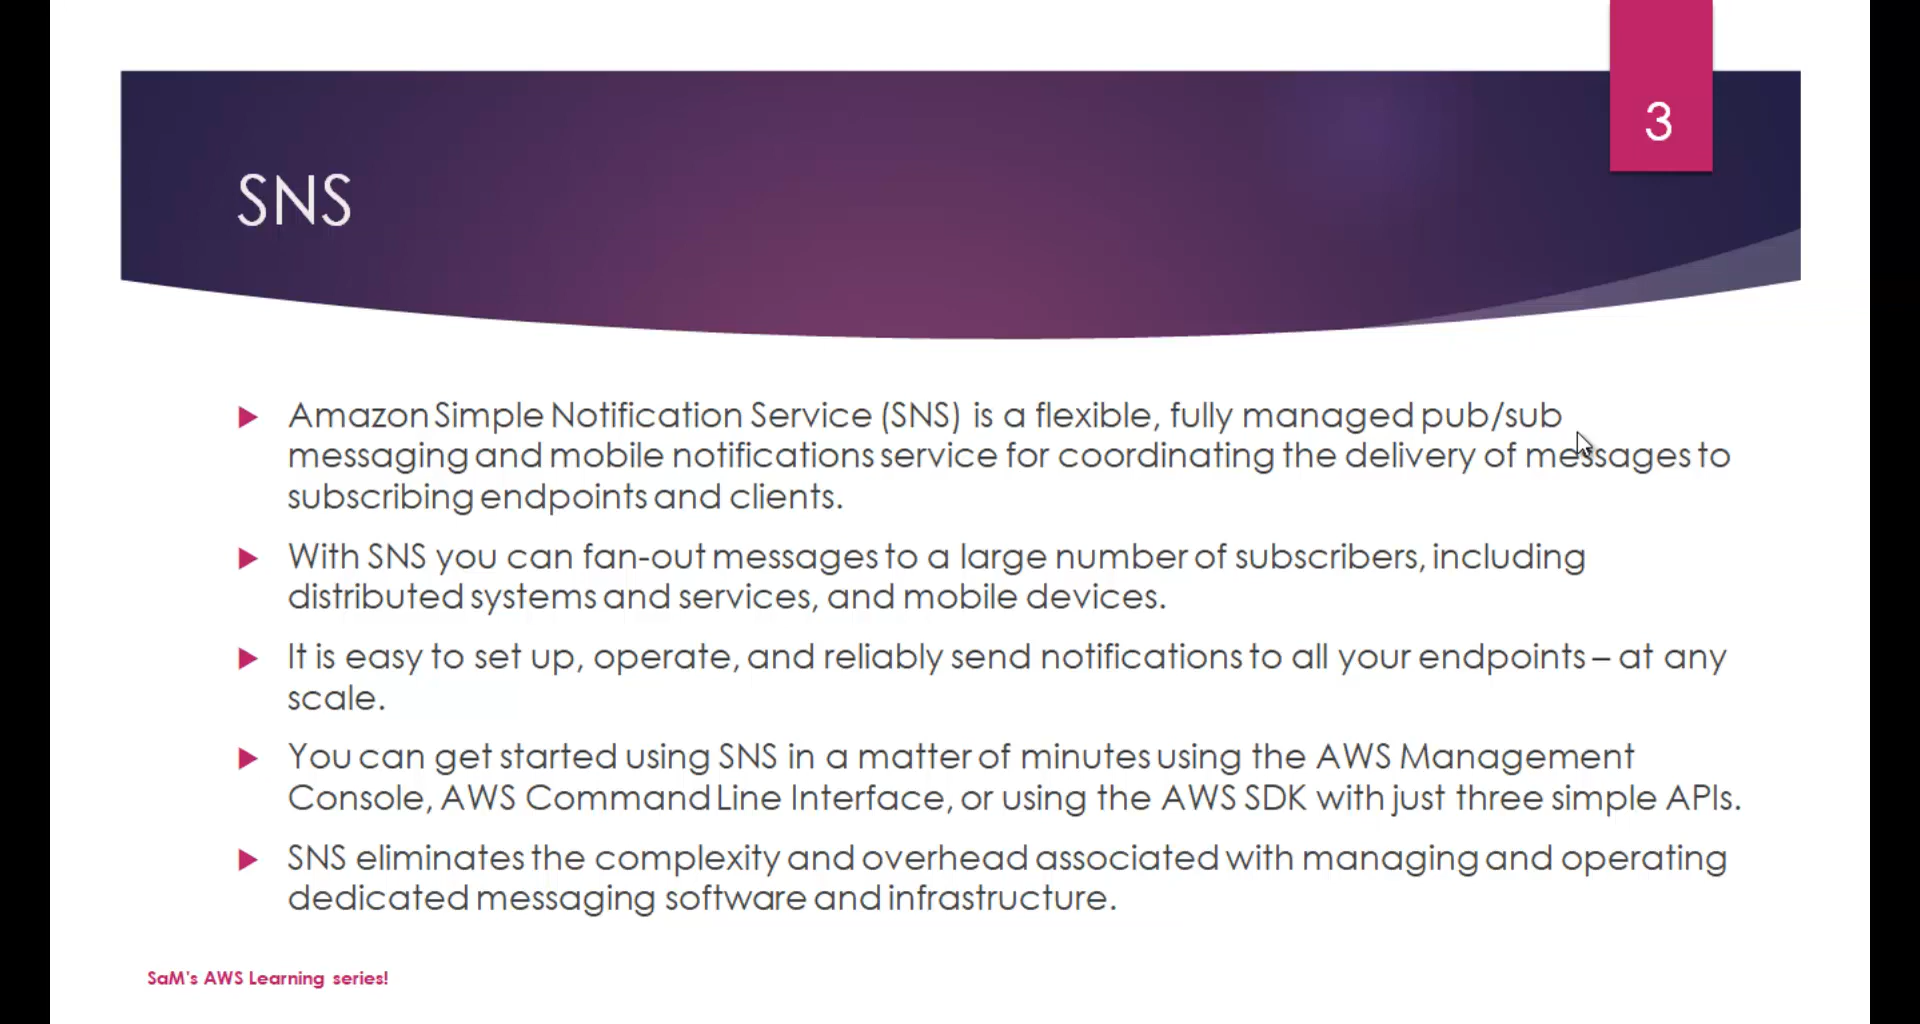 3
SNS
Amazon Simple Notification Service (SNS) is a flexible, fully managed pub/sub
messaging and mobile notifications service for coordinating the delivery of messages to
subscribing endpoints and clients.
With SNS you can fan-out messages to a large number of subscribers, including
distributed systems and services, and mobile devices.
It is easy to set up, operate, and reliably send notifications to all your endpoints – at any
scale.
You can get started using SNS in a matter of minutes using the AWS Management
Console, AWS Command Line Interface, or using the AWS SDK with just three simple APIs.
SNS eliminates the complexity and overhead associated with managing and operating
dedicated messaging software and infrastructure.
SaM's AWS Learning series!